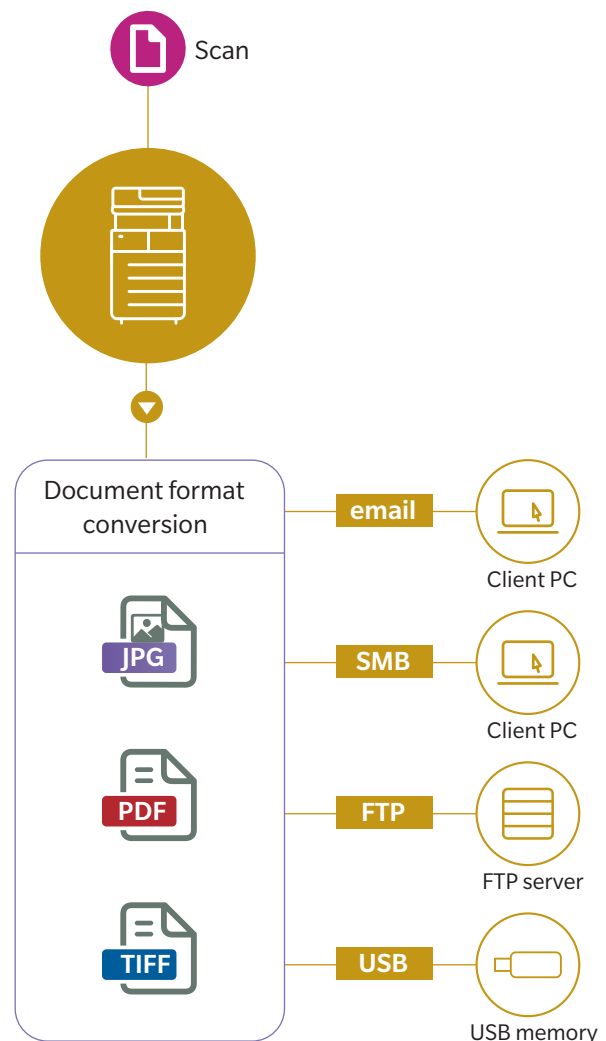 Scan
Document format
conversion
email
Client PC
JPG
SMB
Client PC
PDF
FTP
FTP server
TIFF
USB
USB memory